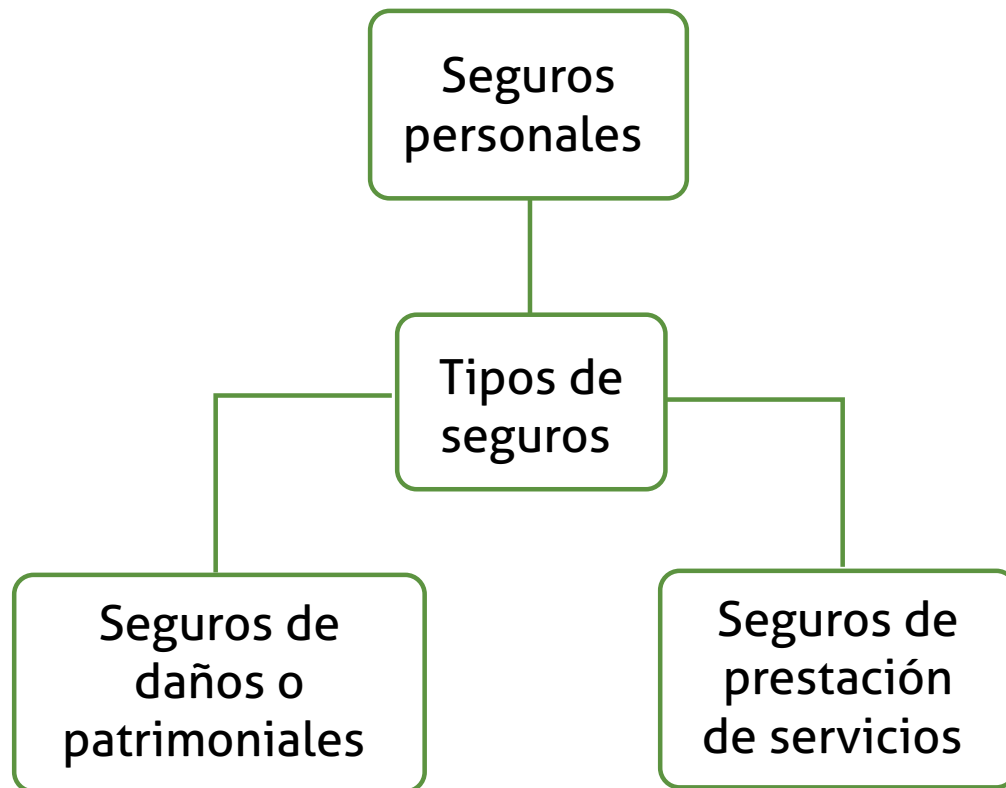 Seguros
personales
Tipos de
seguros
Seguros de
daños o
patrimoniales
Seguros de
prestación
de servicios